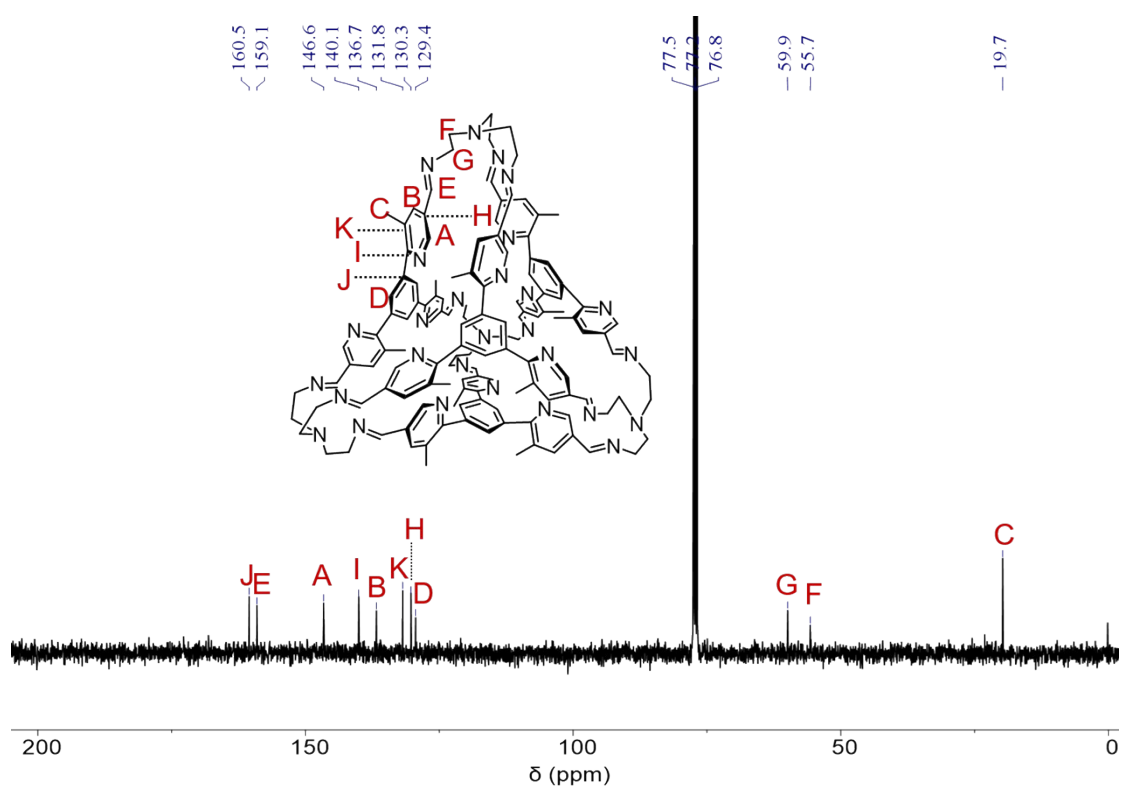 160.5 159.1 146.6 140.1 136.7 131.8 130.3 129.4 77.5 77.2 76.8 59.9 55.7 19.7
F N
N G N
N
B E
C H
K A N
I N N
J N
D N N N
N N
N N N
N N
N N N
N N N N
N N
N N
H
J E A I B K D G F C
200 150 100 50 0
δ (ppm)